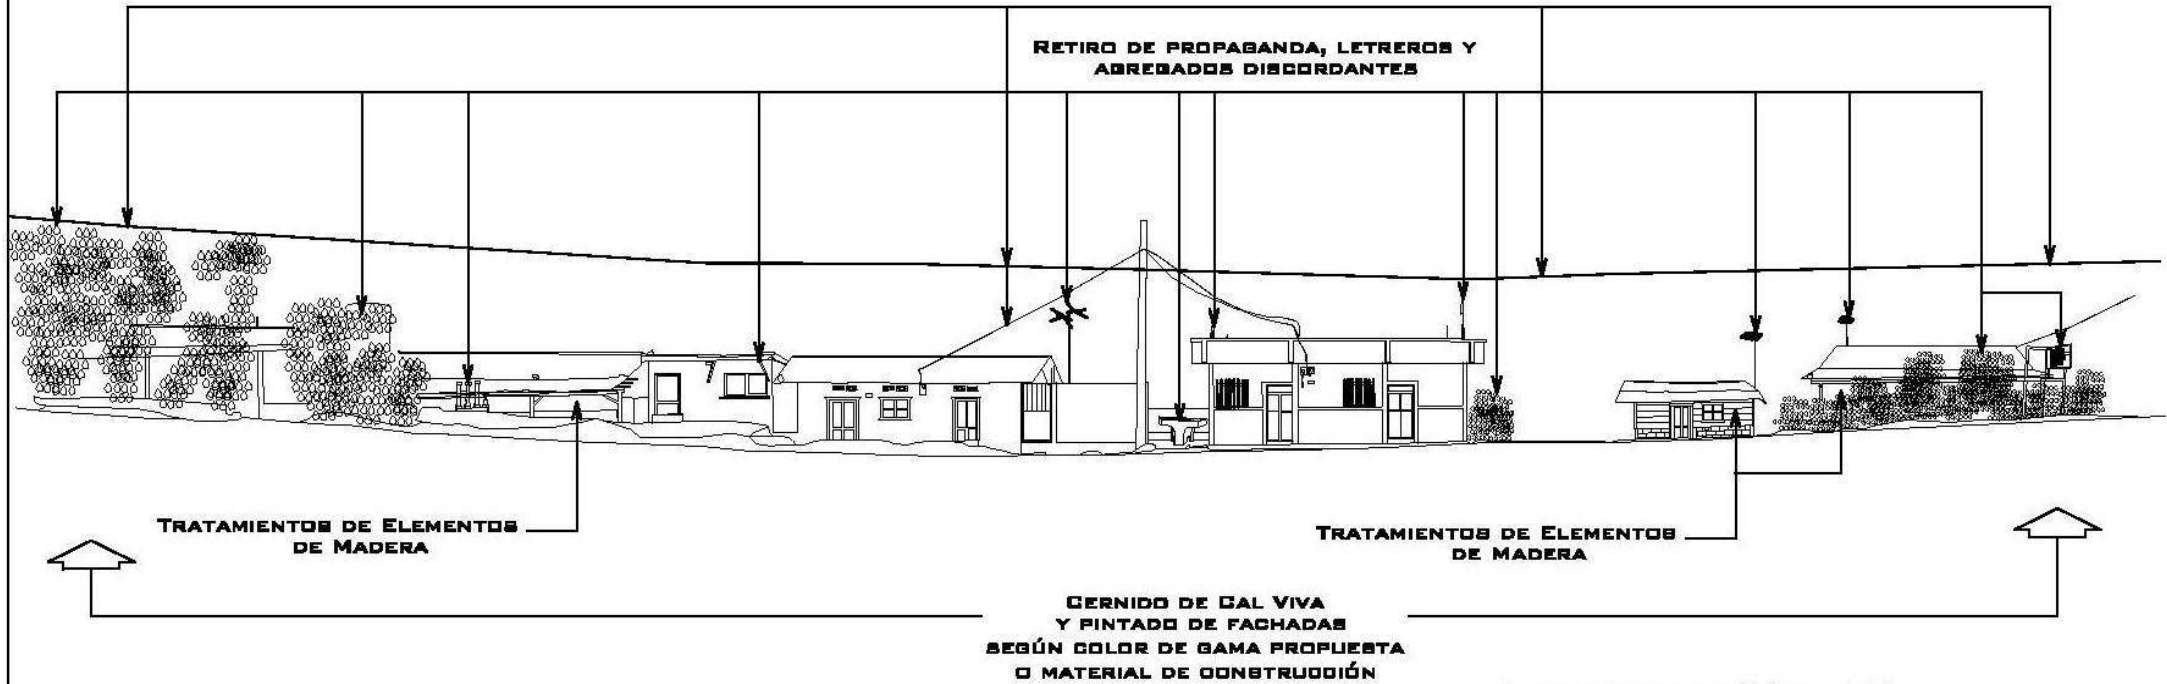 RETIRO DE PROPAGANDA, LETREROS Y
AGREGADOS DISCORDANTES
TRATAMIENTOS DE ELEMENTOS
DE MADERA
TRATAMIENTOS DE ELEMENTOS
DE MADERA
CERNIDO DE CAL VIVA
Y PINTADO DE FACHADAS
SEGÚN COLOR DE GAMA PROPUESTA
O MATERIAL DE CONSTRUCCIÓN